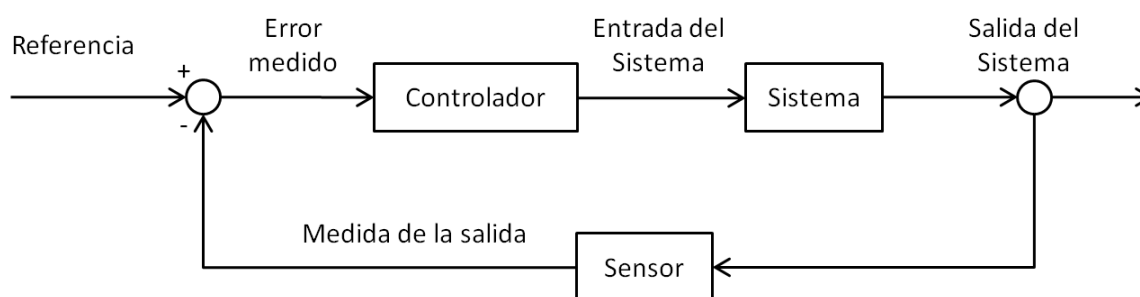 Referencia
+
-
Error
medido
Controlador
Entrada del
Sistema
Sistema
Salida del
Sistema
Medida de la salida
Sensor